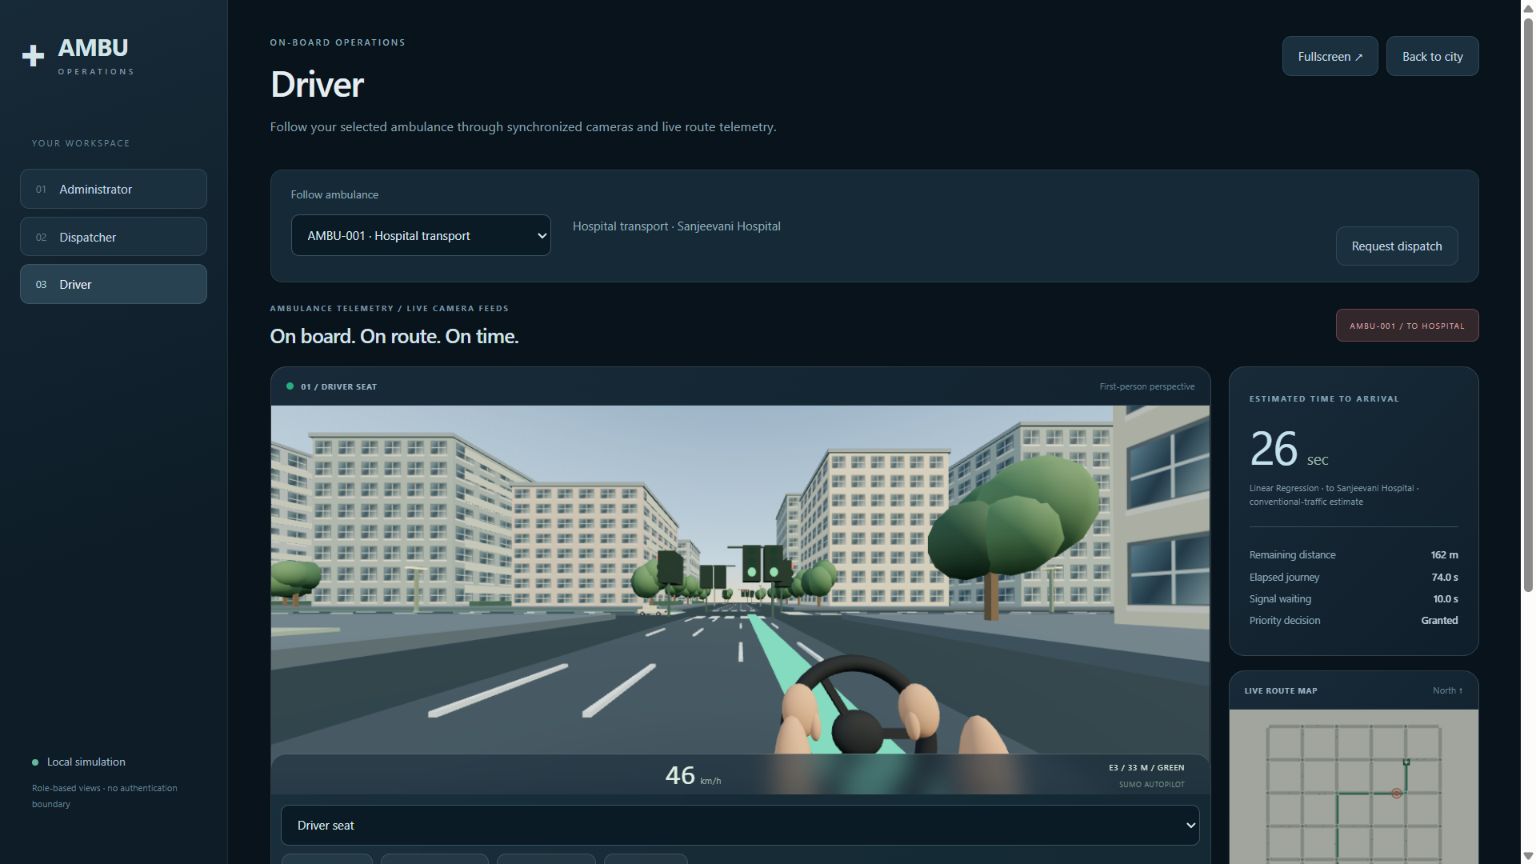 AMBU
OPERATIONS
YOUR WORKSPACE
01 Administrator
02 Dispatcher
03 Driver
Local simulation
Role-based views · no authentication
boundary
ON-BOARD OPERATIONS
Driver
Follow your selected ambulance through synchronized cameras and live route telemetry.
Fullscreen ↗
Back to city
Follow ambulance
AMBU-001 · Hospital transport
Hospital transport · Sanjeevani Hospital
Request dispatch
AMBULANCE TELEMETRY / LIVE CAMERA FEEDS
On board. On route. On time.
AMBU-001 / TO HOSPITAL
01 / DRIVER SEAT
First-person perspective
46 km/h
E3 / 33 M / GREEN
SUMO AUTOPILOT
Driver seat
ESTIMATED TIME TO ARRIVAL
26 sec
Linear Regression · to Sanjeevani Hospital ·
conventional-traffic estimate
Remaining distance 162 m
Elapsed journey 74.0 s
Signal waiting 10.0 s
Priority decision Granted
LIVE ROUTE MAP
North ↑